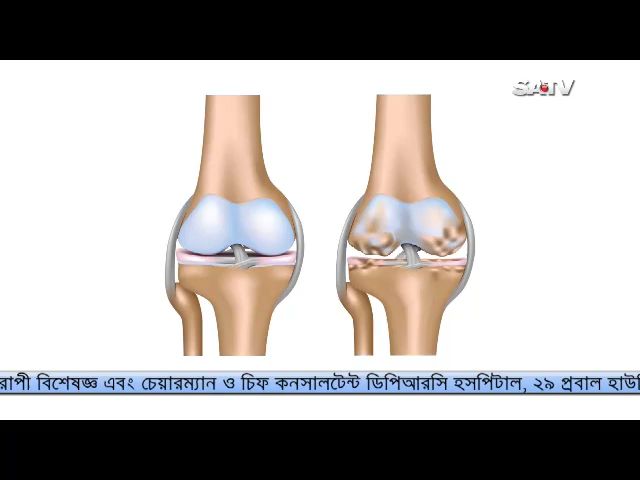 SATV
রাপী বিশেষজ্ঞ এবং চেয়ারম্যান ও চিফ কনসালটেন্ট ডিপিআরসি হসপিটাল, ২৯ প্রবাল হাউ